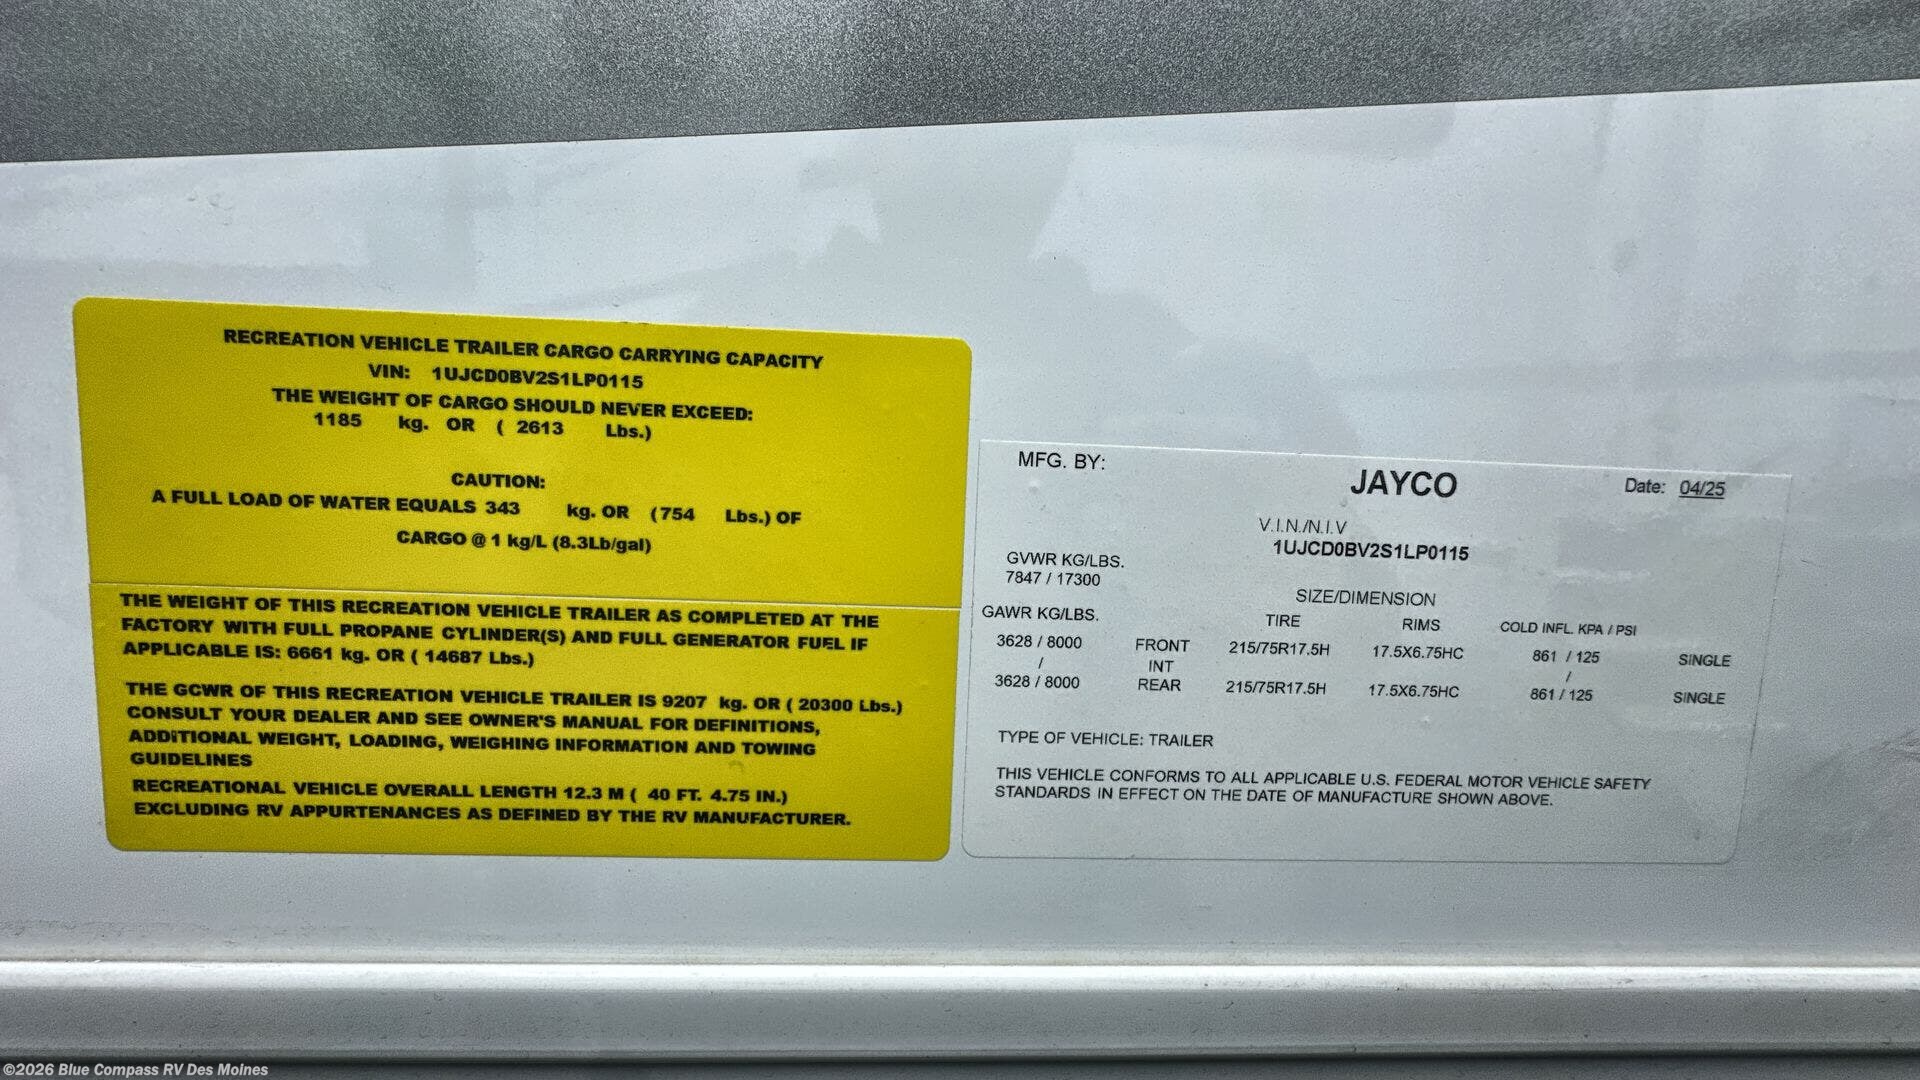 RECREATION VEHICLE TRAILER CARGO CARRYING CAPACITY
VIN: 1UJCD0BV2S1LP0115
THE WEIGHT OF CARGO SHOULD NEVER EXCEED:
1185 kg. OR ( 2613 Lbs.)
CAUTION:
A FULL LOAD OF WATER EQUALS 343 kg. OR (754 Lbs.) OF
CARGO @ 1 kg/L (8.3Lb/gal)
THE WEIGHT OF THIS RECREATION VEHICLE TRAILER AS COMPLETED AT THE
FACTORY WITH FULL PROPANE CYLINDER(S) AND FULL GENERATOR FUEL IF
APPLICABLE IS: 6661 kg. OR ( 14687 Lbs.)
THE GCWR OF THIS RECREATION VEHICLE TRAILER IS 9207 kg. OR ( 20300 Lbs.)
CONSULT YOUR DEALER AND SEE OWNER'S MANUAL FOR DEFINITIONS,
ADDITIONAL WEIGHT, LOADING, WEIGHING INFORMATION AND TOWING
GUIDELINES
RECREATIONAL VEHICLE OVERALL LENGTH 12.3 M ( 40 FT. 4.75 IN.)
EXCLUDING RV APPURTENANCES AS DEFINED BY THE RV MANUFACTURER.
MFG. BY: JAYCO Date: 04/25
V.I.N./N.I.V
1UJCD0BV2S1LP0115
GVWR KG/LBS.
7847 / 17300
SIZE/DIMENSION
GAWR KG/LBS. TIRE RIMS COLD INFL. KPA / PSI
3628 / 8000 FRONT 215/75R17.5H 17.5X6.75HC 861 / 125 SINGLE
/ INT /
3628 / 8000 REAR 215/75R17.5H 17.5X6.75HC 861 / 125 SINGLE
TYPE OF VEHICLE: TRAILER
THIS VEHICLE CONFORMS TO ALL APPLICABLE U.S. FEDERAL MOTOR VEHICLE SAFETY
STANDARDS IN EFFECT ON THE DATE OF MANUFACTURE SHOWN ABOVE.
©2026 Blue Compass RV Des Moines